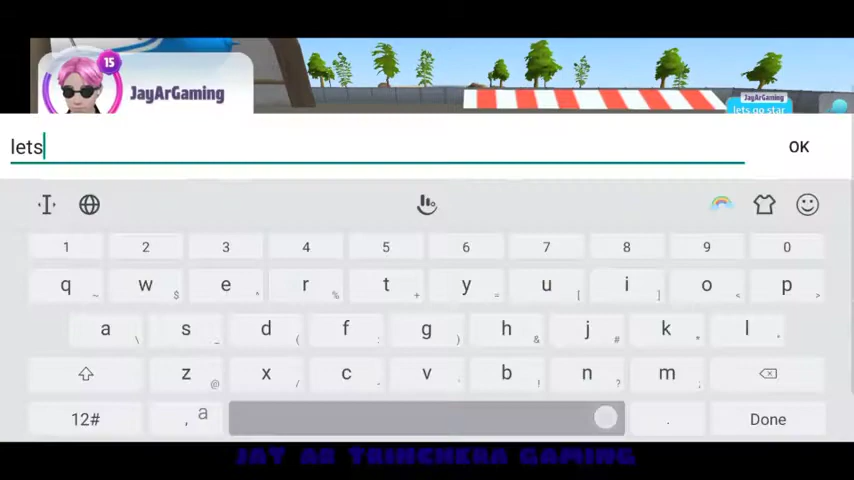 15
JayArGaming
JayArGaming
lets go star
lets
OK
1 2 3 4 5 6 7 8 9 0
q w e r t y u i o p
~ $ * % + = [ ] < >
a s d f g h j k l
\ _ ( : ) & #
z x c v b n m
@ / - ! ? ;
12# , a . Done
JAY AR TRINCHERA GAMING